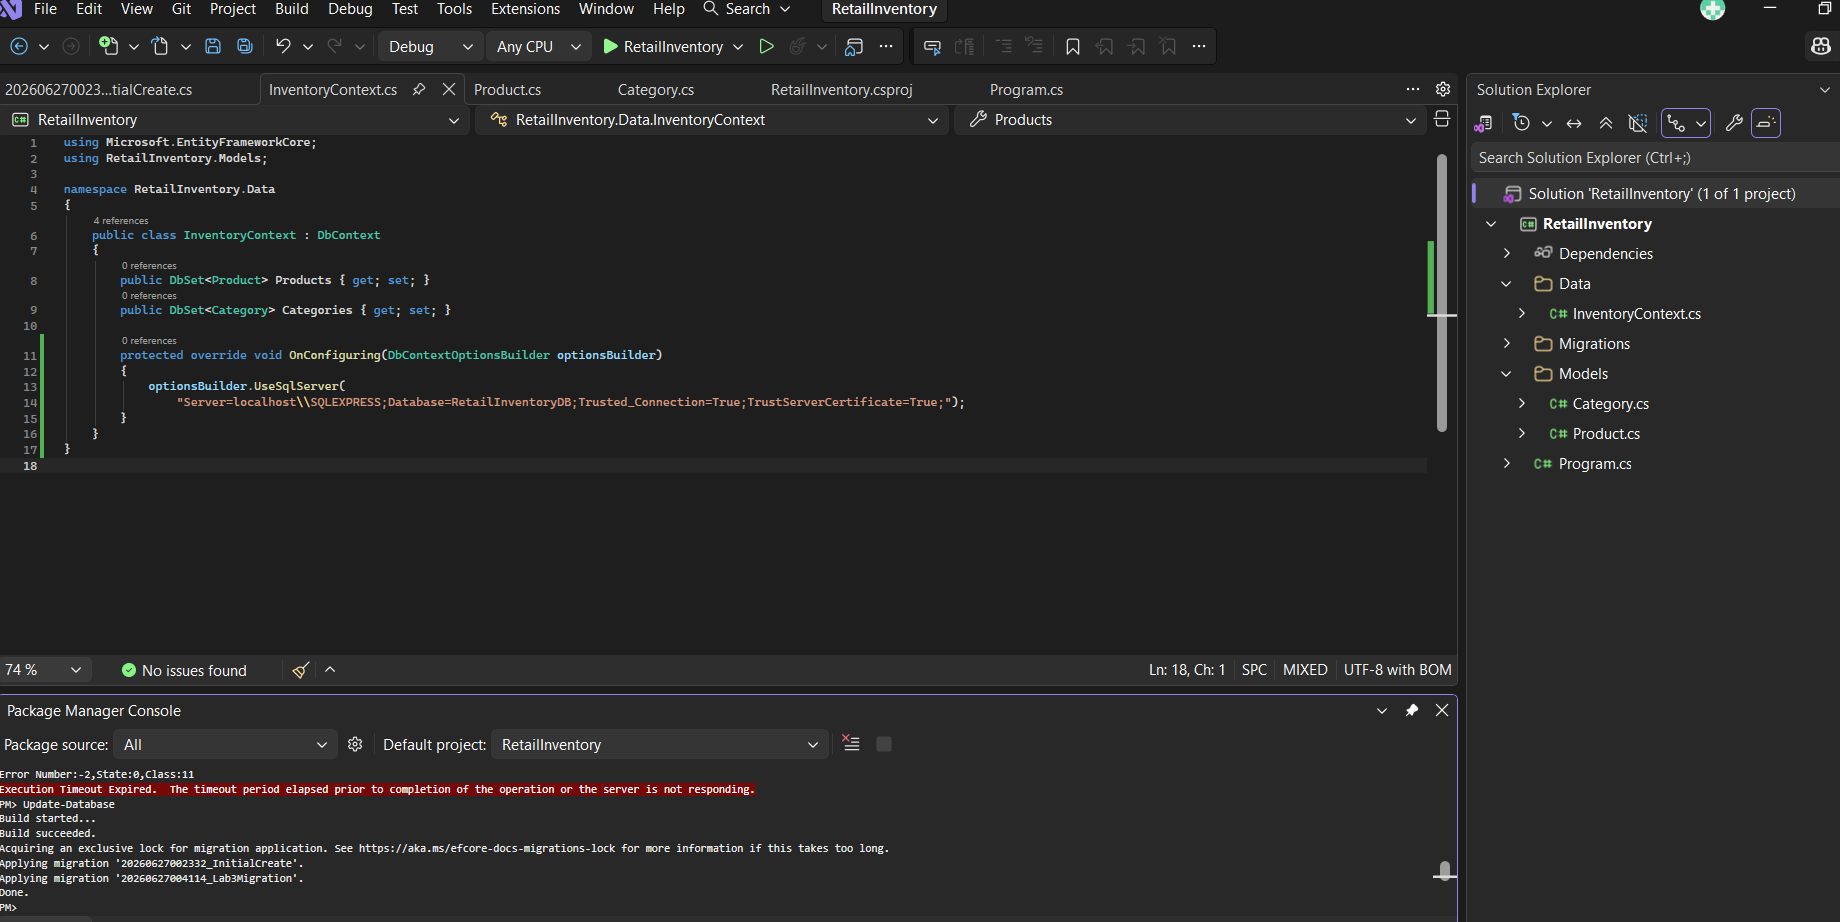 File Edit View Git Project Build Debug Test Tools Extensions Window Help Search RetailInventory
Debug Any CPU RetailInventory
202606270023...tialCreate.cs InventoryContext.cs Product.cs Category.cs RetailInventory.csproj Program.cs
RetailInventory RetailInventory.Data.InventoryContext Products
1 using Microsoft.EntityFrameworkCore;
2 using RetailInventory.Models;
3
4 namespace RetailInventory.Data
5 {
4 references
6 public class InventoryContext : DbContext
7 {
0 references
8 public DbSet<Product> Products { get; set; }
0 references
9 public DbSet<Category> Categories { get; set; }
10
0 references
11 protected override void OnConfiguring(DbContextOptionsBuilder optionsBuilder)
12 {
13 optionsBuilder.UseSqlServer(
14 "Server=localhost\\SQLEXPRESS;Database=RetailInventoryDB;Trusted_Connection=True;TrustServerCertificate=True;");
15 }
16 }
17 }
18
74 % No issues found Ln: 18, Ch: 1 SPC MIXED UTF-8 with BOM
Package Manager Console
Package source: All Default project: RetailInventory
Error Number:-2,State:0,Class:11
Execution Timeout Expired.  The timeout period elapsed prior to completion of the operation or the server is not responding.
PM> Update-Database
Build started...
Build succeeded.
Acquiring an exclusive lock for migration application. See https://aka.ms/efcore-docs-migrations-lock for more information if this takes too long.
Applying migration '20260627002332_InitialCreate'.
Applying migration '20260627004114_Lab3Migration'.
Done.
PM>
Solution Explorer
Search Solution Explorer (Ctrl+;)
Solution 'RetailInventory' (1 of 1 project)
C# RetailInventory
Dependencies
Data
C# InventoryContext.cs
Migrations
Models
C# Category.cs
C# Product.cs
C# Program.cs